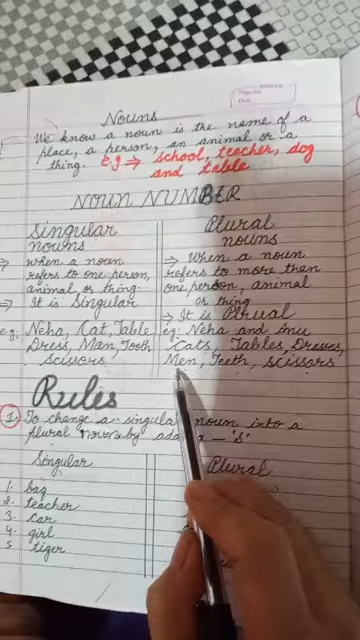 Nouns
We know a noun is the name of a
place, a person, an animal or a
thing. e.g → school, teacher, dog
and table
NOUN NUMBER
Singular nouns
→ when a noun
refers to one person,
animal or thing.
→ It is Singular
e.g: Neha, Cat, Table
Dress, Man, Tooth
scissors
Plural nouns
→ When a noun
refers to more than
one person, animal
or thing
→ It is Plrual
eg: Neha and
Cats, Tables, Dresses,
Men, Teeth, scissors
Rules
1. To change a singular noun into a
plural noun by - 's'
Singular
1. bag
2. teacher
3. car
4. girl
5 tiger
Plural